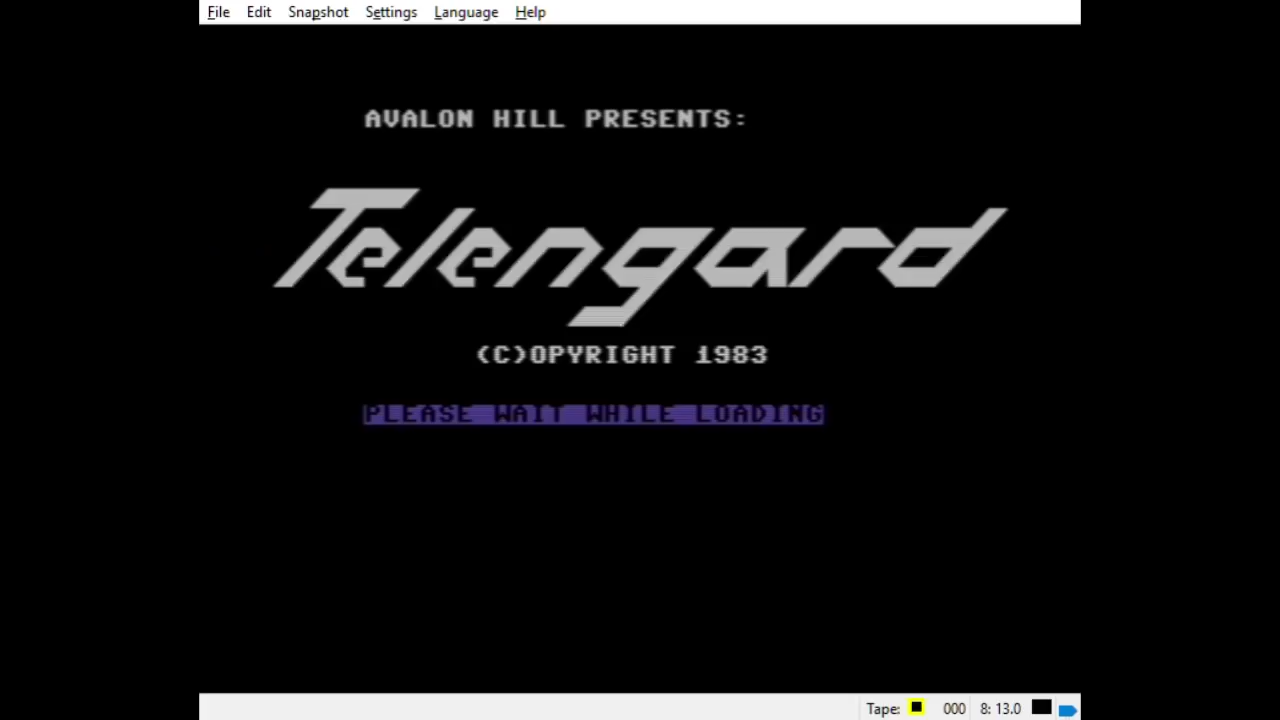 File Edit Snapshot Settings Language Help
AVALON HILL PRESENTS:
Telengard
(C)OPYRIGHT 1983
PLEASE WAIT WHILE LOADING
Tape: 000 8: 13.0